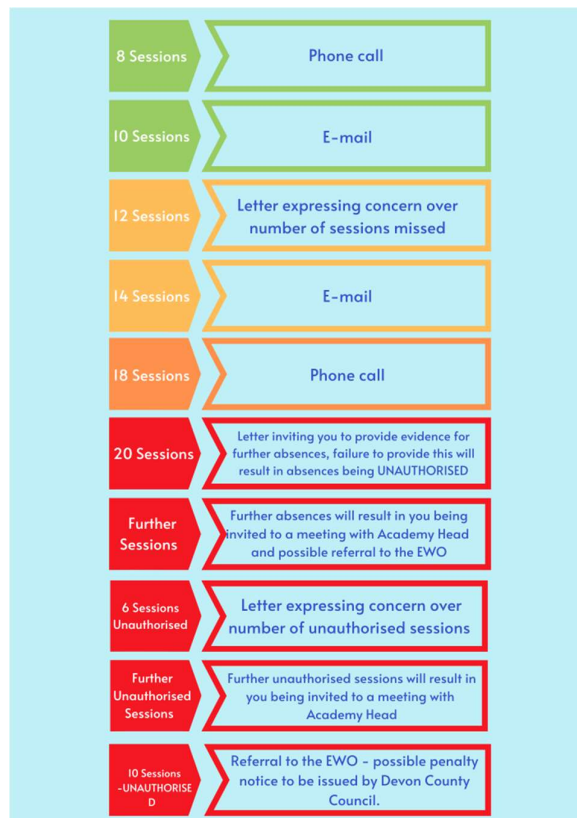 8 Sessions
Phone call
10 Sessions
E-mail
12 Sessions
Letter expressing concern over
number of sessions missed
14 Sessions
E-mail
18 Sessions
Phone call
20 Sessions
Letter inviting you to provide evidence for
further absences, failure to provide this will
result in absences being UNAUTHORISED
Further
Sessions
Further absences will result in you being
invited to a meeting with Academy Head
and possible referral to the EWO
6 Sessions
Unauthorised
Letter expressing concern over
number of unauthorised sessions
Further
Unauthorised
Sessions
Further unauthorised sessions will result in
you being invited to a meeting with
Academy Head
10 Sessions
-UNAUTHORISE
D
Referral to the EWO - possible penalty
notice to be issued by Devon County
Council.